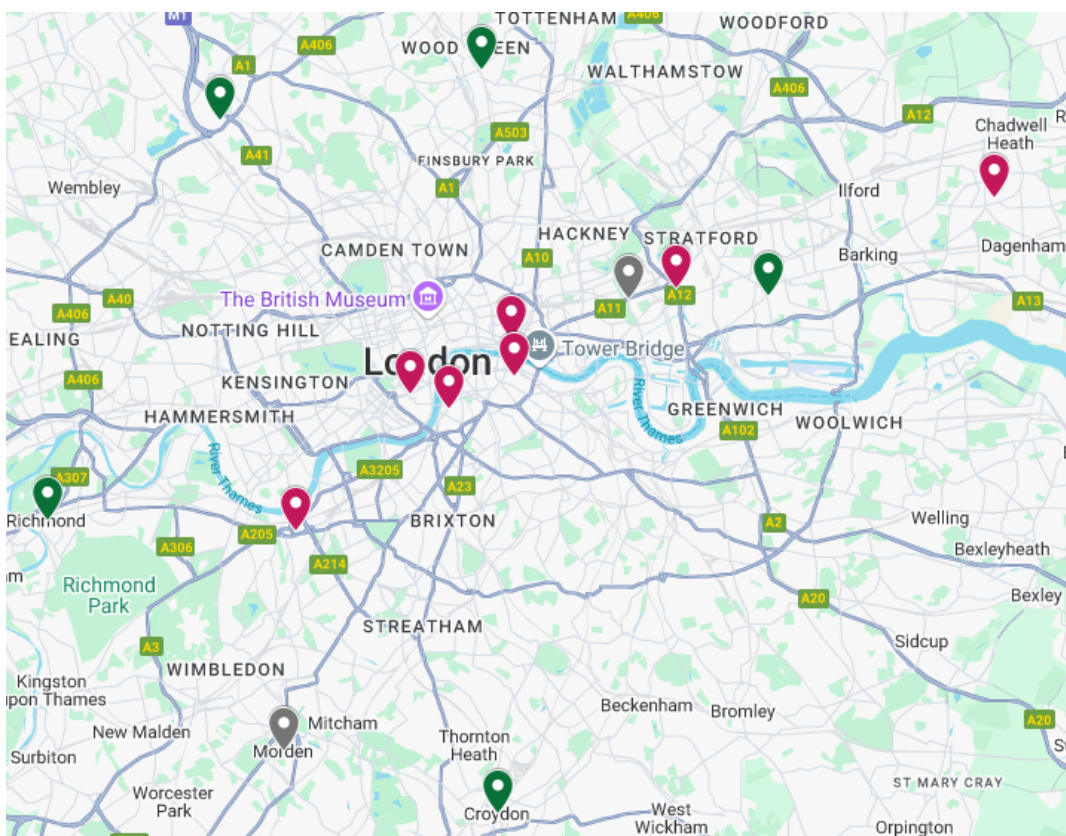 M1
TOTTENHAM
A406
WOODFORD
A406
WOOD
EEN
A1
WALTHAMSTOW
A406
A12
A503
Chadwell
Heath
A41
FINSBURY PARK
Wembley
A1
Ilford
HACKNEY
STRATFORD
CAMDEN TOWN
Dagenham
A10
Barking
A40
The British Museum
A12
A11
A13
A406
NOTTING HILL
EALING
London
Tower Bridge
A406
KENSINGTON
River Thames
HAMMERSMITH
GREENWICH
A102
WOOLWICH
River Thames
A307
A3205
A23
Richmond
BRIXTON
A205
A2
Welling
A306
Bexleyheath
A214
Richmond
Park
A20
Bexley
STREATHAM
A3
Sidcup
WIMBLEDON
Kingston
upon Thames
Beckenham
Bromley
A20
New Malden
Mitcham
Morden
Thornton
Heath
Surbiton
ST MARY CRAY
Worcester
Park
Croydon
West
Wickham
Orpington